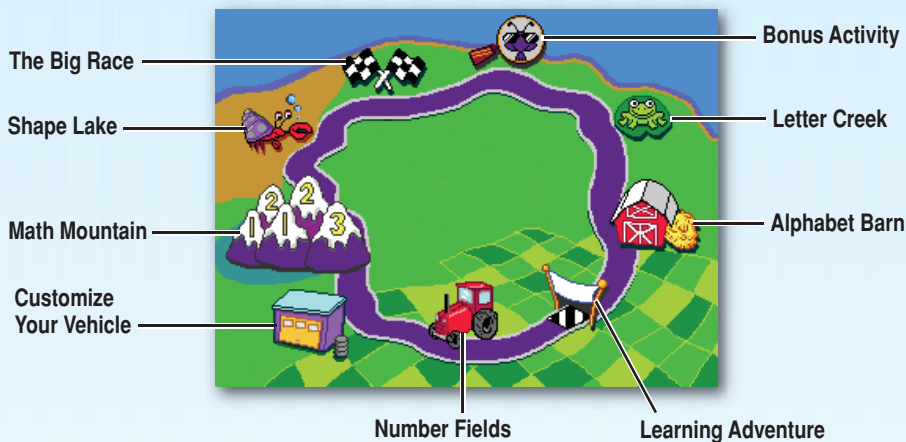 Bonus Activity
The Big Race
Shape Lake
Letter Creek
Math Mountain
2
2
1
1
3
Alphabet Barn
Customize
Your Vehicle
Number Fields
Learning Adventure